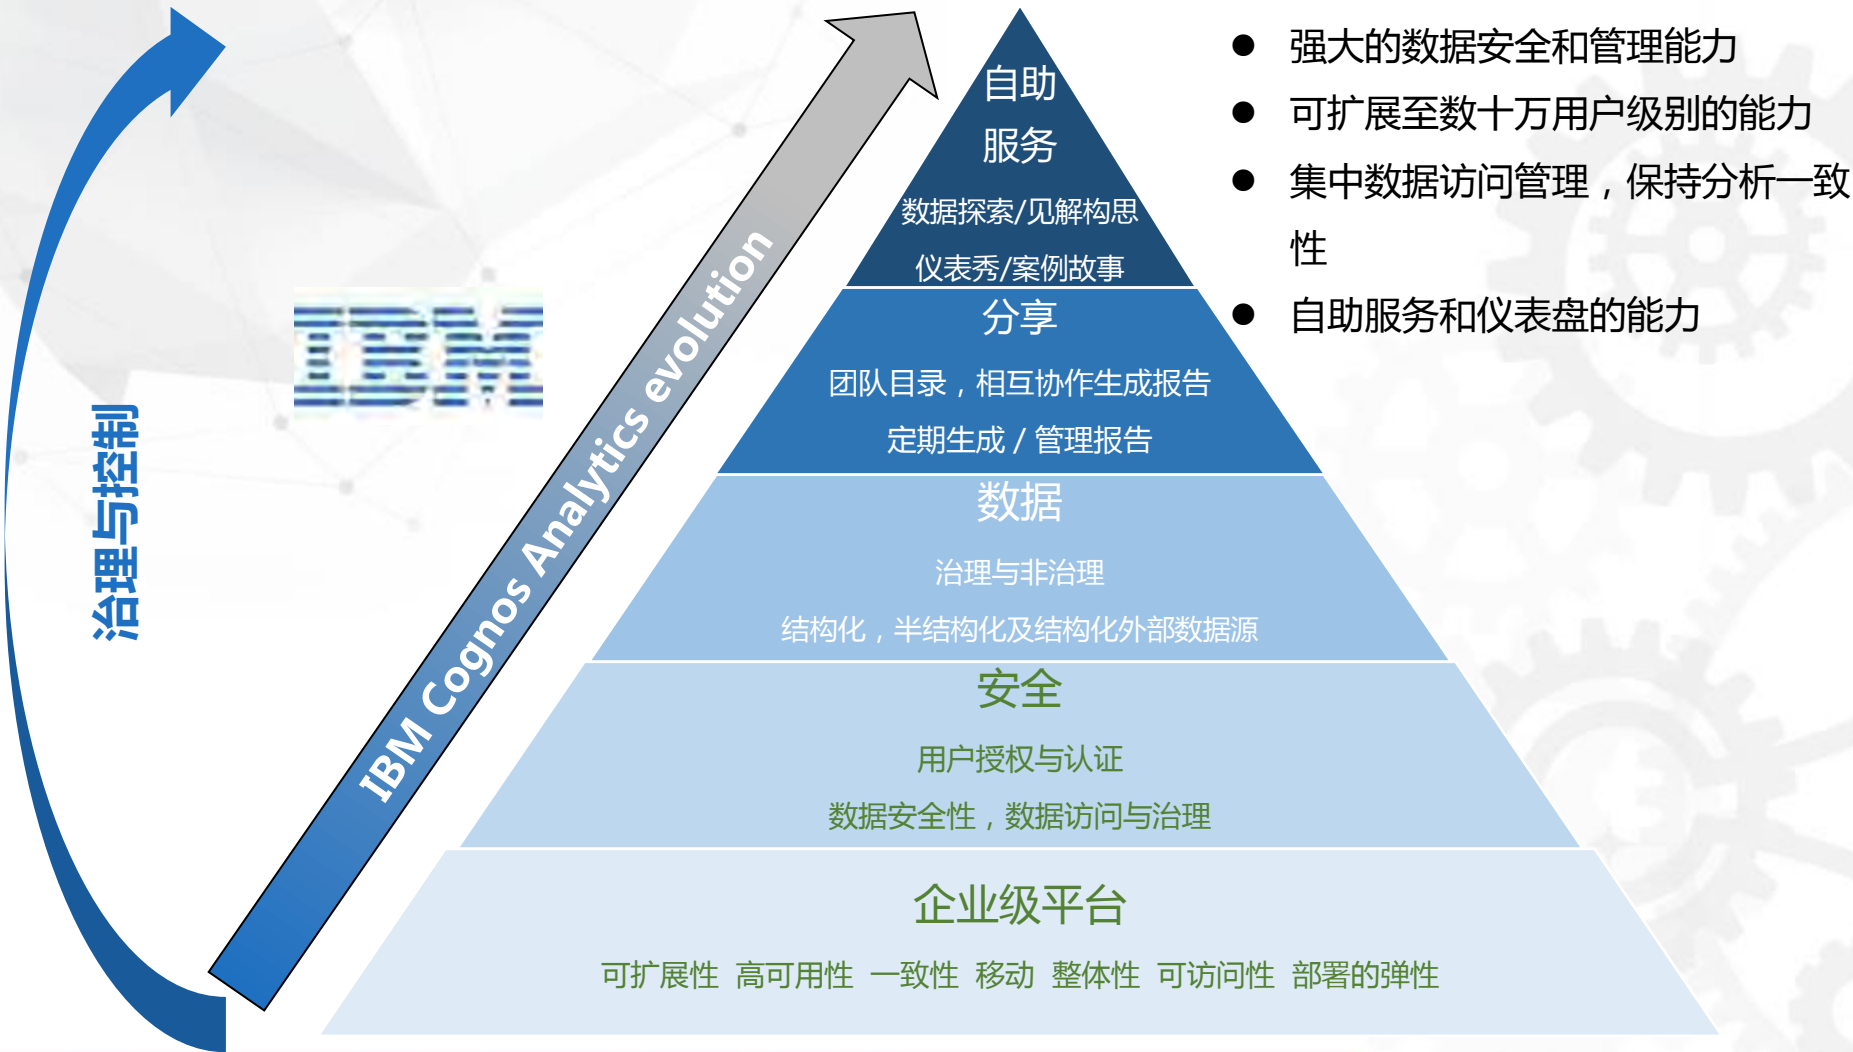 治理与控制
IBM
IBM Cognos Analytics evolution
自助
服务
数据探索/见解构思
仪表秀/案例故事
分享
团队目录，相互协作生成报告
定期生成 / 管理报告
数据
治理与非治理
结构化，半结构化及结构化外部数据源
安全
用户授权与认证
数据安全性，数据访问与治理
企业级平台
可扩展性 高可用性 一致性 移动 整体性 可访问性 部署的弹性
● 强大的数据安全和管理能力
● 可扩展至数十万用户级别的能力
● 集中数据访问管理，保持分析一致
性
● 自助服务和仪表盘的能力